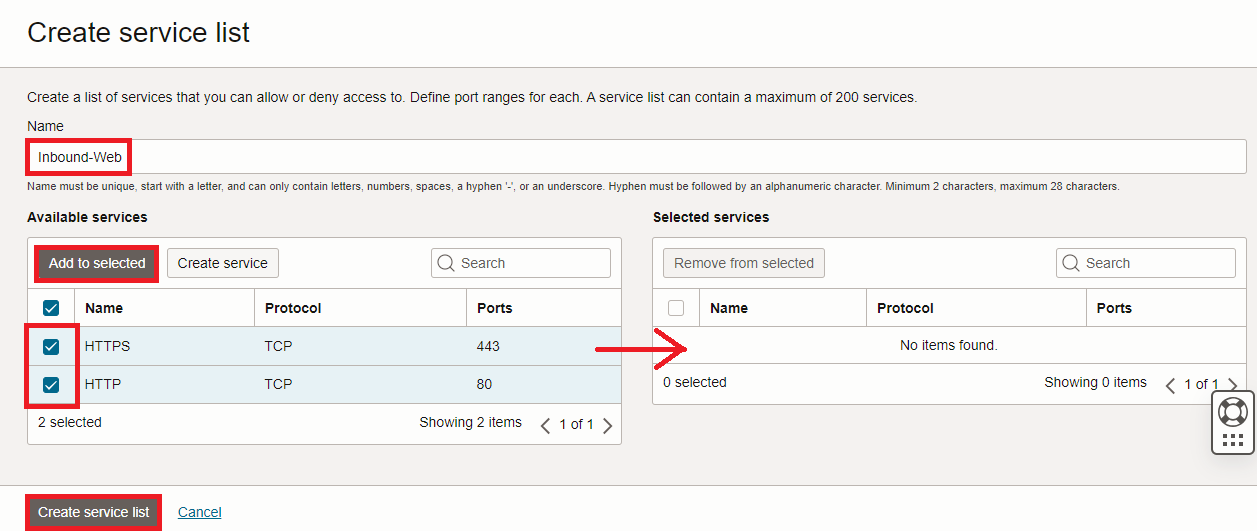 Create service list
Create a list of services that you can allow or deny access to. Define port ranges for each. A service list can contain a maximum of 200 services.
Name
Inbound-Web
Name must be unique, start with a letter, and can only contain letters, numbers, spaces, a hyphen '-', or an underscore. Hyphen must be followed by an alphanumeric character. Minimum 2 characters, maximum 28 characters.
Available services
Add to selected Create service Search
Name Protocol Ports
HTTPS TCP 443
HTTP TCP 80
2 selected Showing 2 items 1 of 1
Selected services
Remove from selected Search
Name Protocol Ports
No items found.
0 selected Showing 0 items 1 of 1
Create service list Cancel